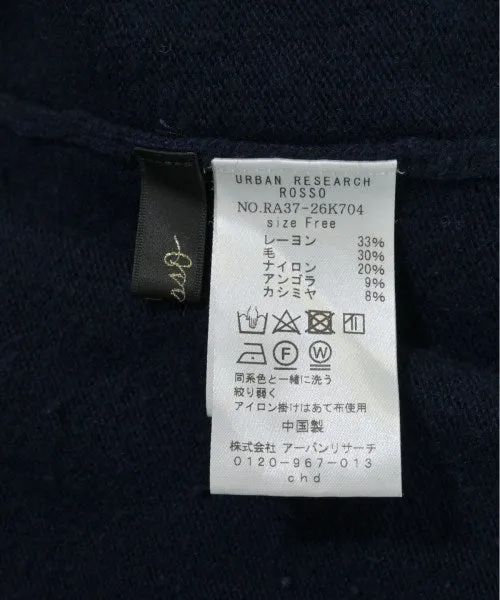 URBAN RESEARCH
ROSSO
NO.RA37-26K704
size Free
レーヨン 33%
毛 30%
ナイロン 20%
アンゴラ 9%
カシミヤ 8%
同系色と一緒に洗う
絞り弱く
アイロン掛けはあて布使用
中国製
株式会社 アーバンリサーチ
0120-967-013
chd